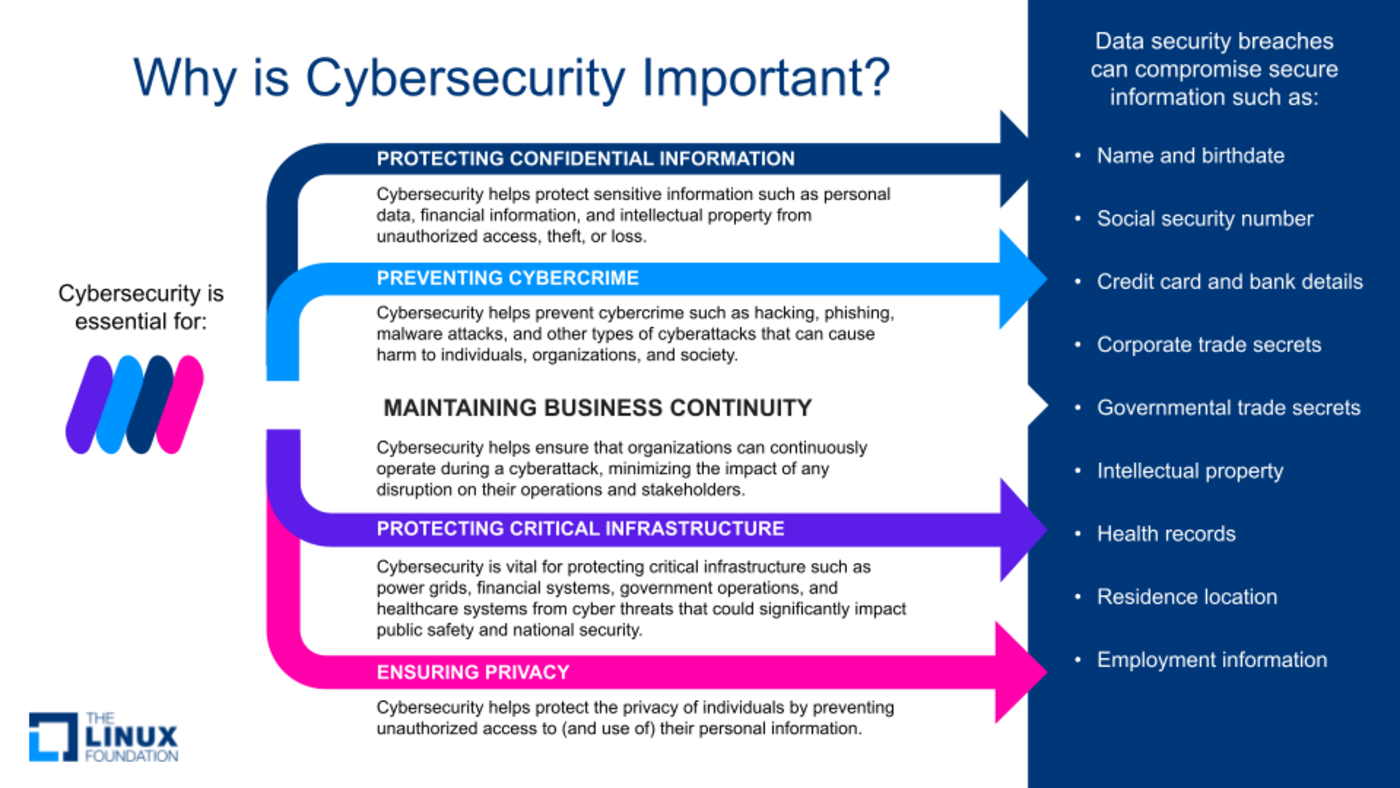 Why is Cybersecurity Important?
Cybersecurity is
essential for:
PROTECTING CONFIDENTIAL INFORMATION
Cybersecurity helps protect sensitive information such as personal
data, financial information, and intellectual property from
unauthorized access, theft, or loss.
PREVENTING CYBERCRIME
Cybersecurity helps prevent cybercrime such as hacking, phishing,
malware attacks, and other types of cyberattacks that can cause
harm to individuals, organizations, and society.
MAINTAINING BUSINESS CONTINUITY
Cybersecurity helps ensure that organizations can continuously
operate during a cyberattack, minimizing the impact of any
disruption on their operations and stakeholders.
PROTECTING CRITICAL INFRASTRUCTURE
Cybersecurity is vital for protecting critical infrastructure such as
power grids, financial systems, government operations, and
healthcare systems from cyber threats that could significantly impact
public safety and national security.
ENSURING PRIVACY
Cybersecurity helps protect the privacy of individuals by preventing
unauthorized access to (and use of) their personal information.
THE
LINUX
FOUNDATION
Data security breaches
can compromise secure
information such as:
• Name and birthdate
• Social security number
• Credit card and bank details
• Corporate trade secrets
• Governmental trade secrets
• Intellectual property
• Health records
• Residence location
• Employment information